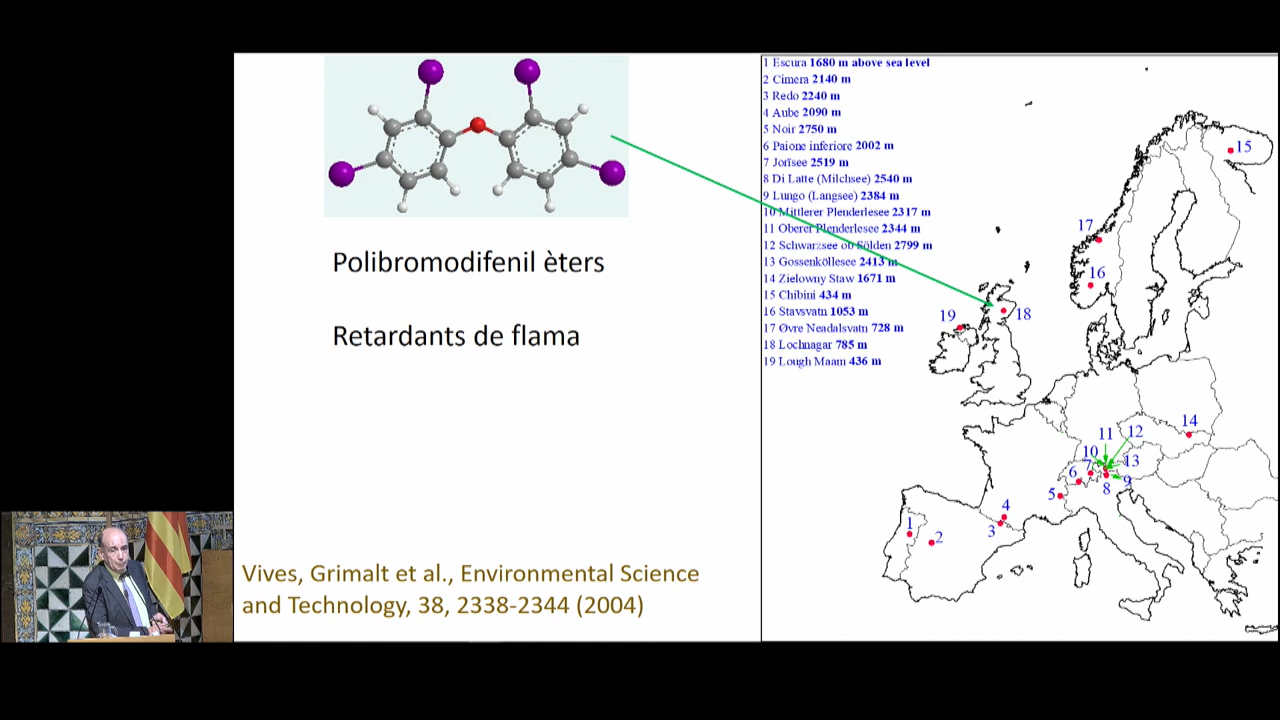 Polibromodifenil èters
Retardants de flama
Vives, Grimalt et al., Environmental Science
and Technology, 38, 2338-2344 (2004)
1 Escura 1680 m above sea level
2 Cimera 2140 m
3 Redo 2240 m
4 Aube 2090 m
5 Noir 2750 m
6 Paione inferiore 2002 m
7 Jorïsee 2519 m
8 Di Latte (Milchsee) 2540 m
9 Lungo (Langsee) 2384 m
10 Mittlerer Plenderlesee 2317 m
11 Oberer Plenderlesee 2344 m
12 Schwarzsee ob Sölden 2799 m
13 Gossenköllesee 2413 m
14 Zielowny Staw 1671 m
15 Chibini 434 m
16 Stavsvatn 1053 m
17 Øvre Neadalsvatn 728 m
18 Lochnagar 785 m
19 Lough Maam 436 m
15
17
16
19
18
14
11
12
10
13
7
6
9
8
5
4
3
1
2